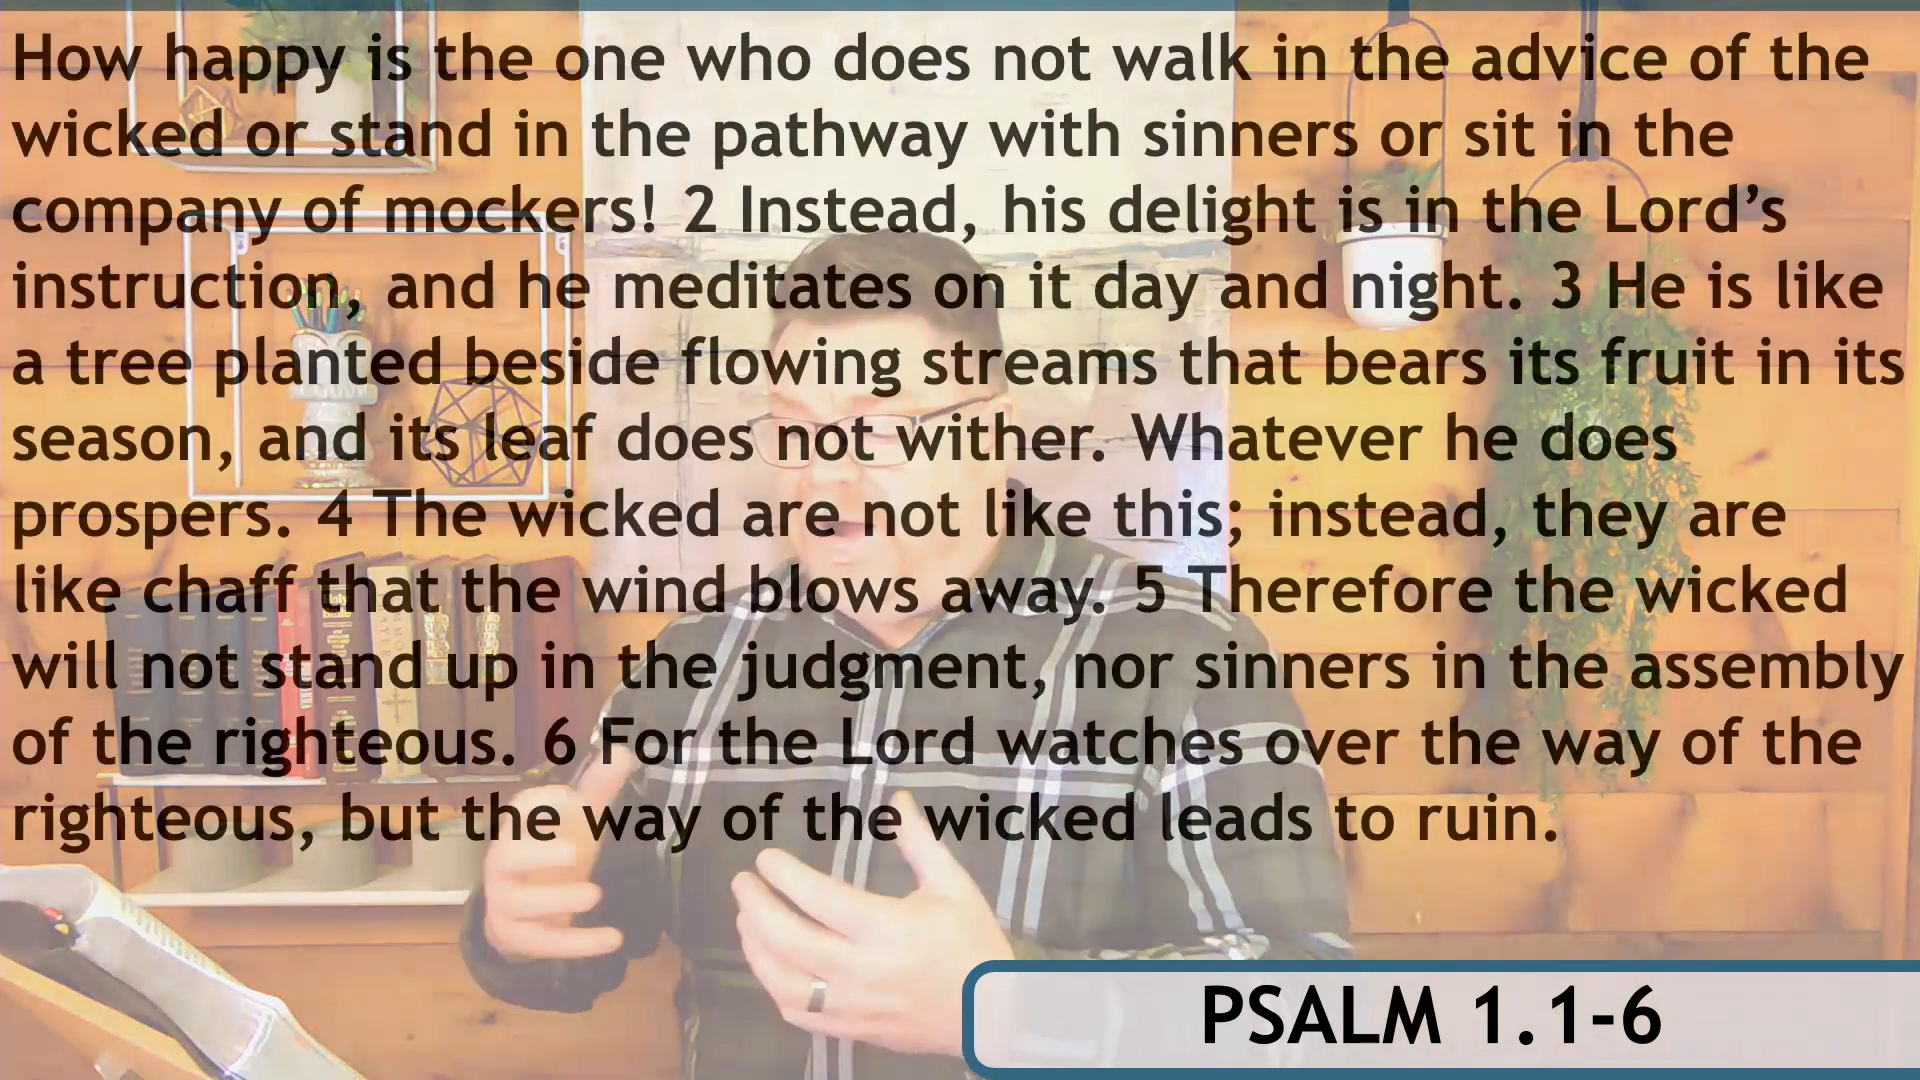 How happy is the one who does not walk in the advice of the
wicked or stand in the pathway with sinners or sit in the
company of mockers! 2 Instead, his delight is in the Lord’s
instruction, and he meditates on it day and night. 3 He is like
a tree planted beside flowing streams that bears its fruit in its
season, and its leaf does not wither. Whatever he does
prospers. 4 The wicked are not like this; instead, they are
like chaff that the wind blows away. 5 Therefore the wicked
will not stand up in the judgment, nor sinners in the assembly
of the righteous. 6 For the Lord watches over the way of the
righteous, but the way of the wicked leads to ruin.
PSALM 1.1-6